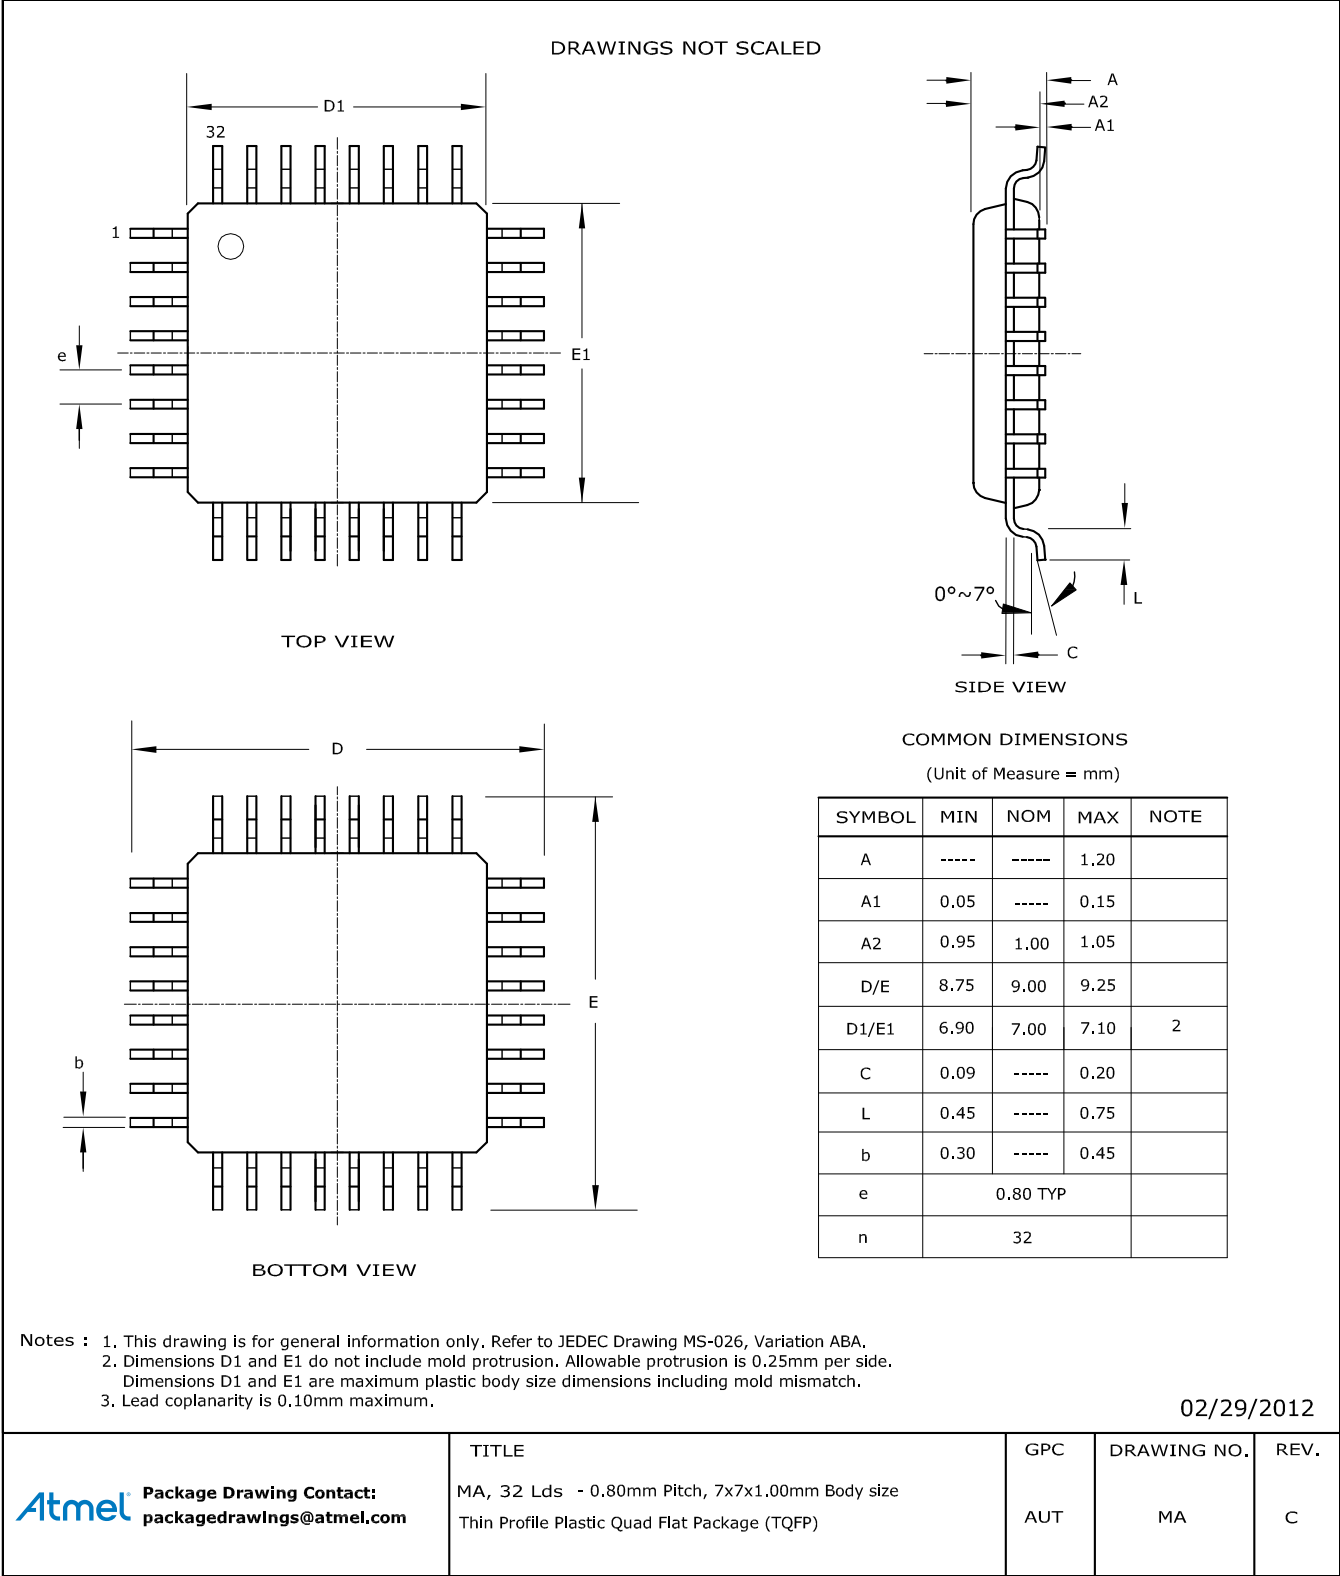 DRAWINGS NOT SCALED
D1
32
1
e
E1
TOP VIEW
A
A2
A1
0°~7°
L
C
SIDE VIEW
D
E
b
BOTTOM VIEW
COMMON DIMENSIONS
(Unit of Measure = mm)
SYMBOL MIN NOM MAX NOTE
A ----- ----- 1.20
A1 0.05 ----- 0.15
A2 0.95 1.00 1.05
D/E 8.75 9.00 9.25
D1/E1 6.90 7.00 7.10 2
C 0.09 ----- 0.20
L 0.45 ----- 0.75
b 0.30 ----- 0.45
e 0.80 TYP
n 32
Notes : 1. This drawing is for general information only. Refer to JEDEC Drawing MS-026, Variation ABA.
2. Dimensions D1 and E1 do not include mold protrusion. Allowable protrusion is 0.25mm per side.
Dimensions D1 and E1 are maximum plastic body size dimensions including mold mismatch.
3. Lead coplanarity is 0.10mm maximum.
02/29/2012
Atmel
Package Drawing Contact:
packagedrawings@atmel.com
TITLE
MA, 32 Lds - 0.80mm Pitch, 7x7x1.00mm Body size
Thin Profile Plastic Quad Flat Package (TQFP)
GPC
AUT
DRAWING NO.
MA
REV.
C